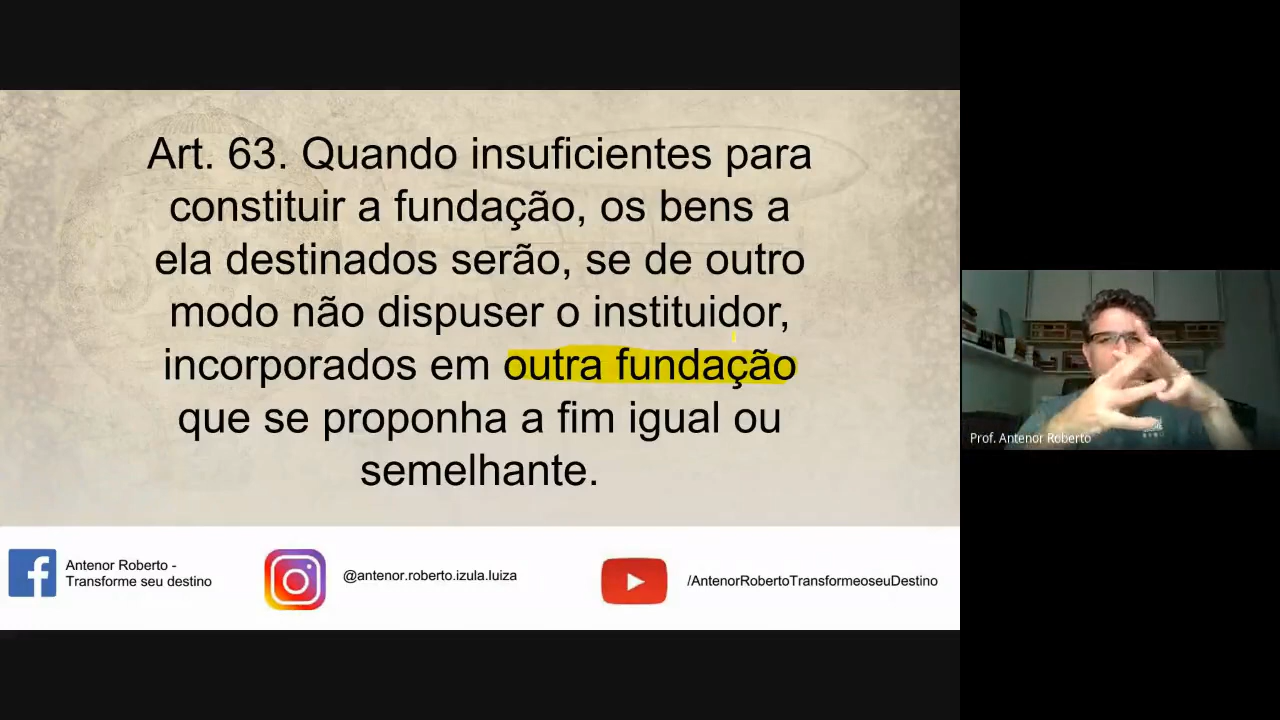 Art. 63. Quando insuficientes para
constituir a fundação, os bens a
ela destinados serão, se de outro
modo não dispuser o instituidor,
incorporados em outra fundação
que se proponha a fim igual ou
semelhante.
Prof. Antenor Roberto
Antenor Roberto -
Transforme seu destino
@antenor.roberto.izula.luiza
/AntenorRobertoTransformeoseuDestino